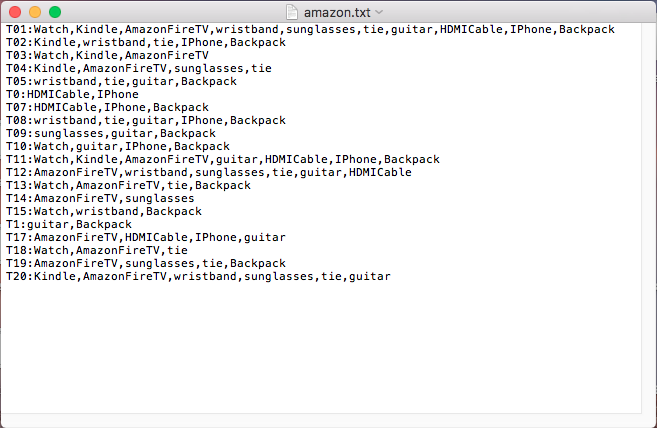 amazon.txt
T01:Watch,Kindle,AmazonFireTV,wristband,sunglasses,tie,guitar,HDMICable,IPhone,Backpack
T02:Kindle,wristband,tie,IPhone,Backpack
T03:Watch,Kindle,AmazonFireTV
T04:Kindle,AmazonFireTV,sunglasses,tie
T05:wristband,tie,guitar,Backpack
T0:HDMICable,IPhone
T07:HDMICable,IPhone,Backpack
T08:wristband,tie,guitar,IPhone,Backpack
T09:sunglasses,guitar,Backpack
T10:Watch,guitar,IPhone,Backpack
T11:Watch,Kindle,AmazonFireTV,guitar,HDMICable,IPhone,Backpack
T12:AmazonFireTV,wristband,sunglasses,tie,guitar,HDMICable
T13:Watch,AmazonFireTV,tie,Backpack
T14:AmazonFireTV,sunglasses
T15:Watch,wristband,Backpack
T1:guitar,Backpack
T17:AmazonFireTV,HDMICable,IPhone,guitar
T18:Watch,AmazonFireTV,tie
T19:AmazonFireTV,sunglasses,tie,Backpack
T20:Kindle,AmazonFireTV,wristband,sunglasses,tie,guitar